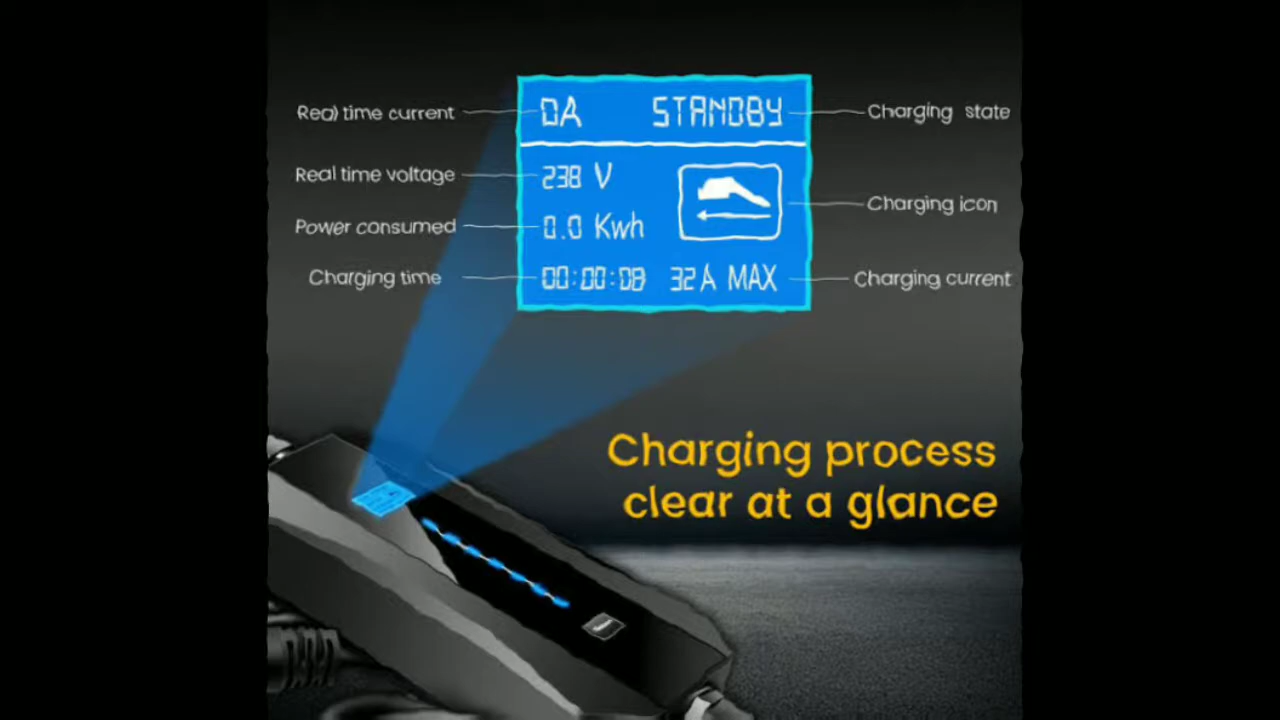 Real time current
0A STANDBY
Charging state
Real time voltage
238 V
Charging icon
Power consumed
0.0 Kwh
Charging time
00:00:08 32A MAX
Charging current
Charging process
clear at a glance